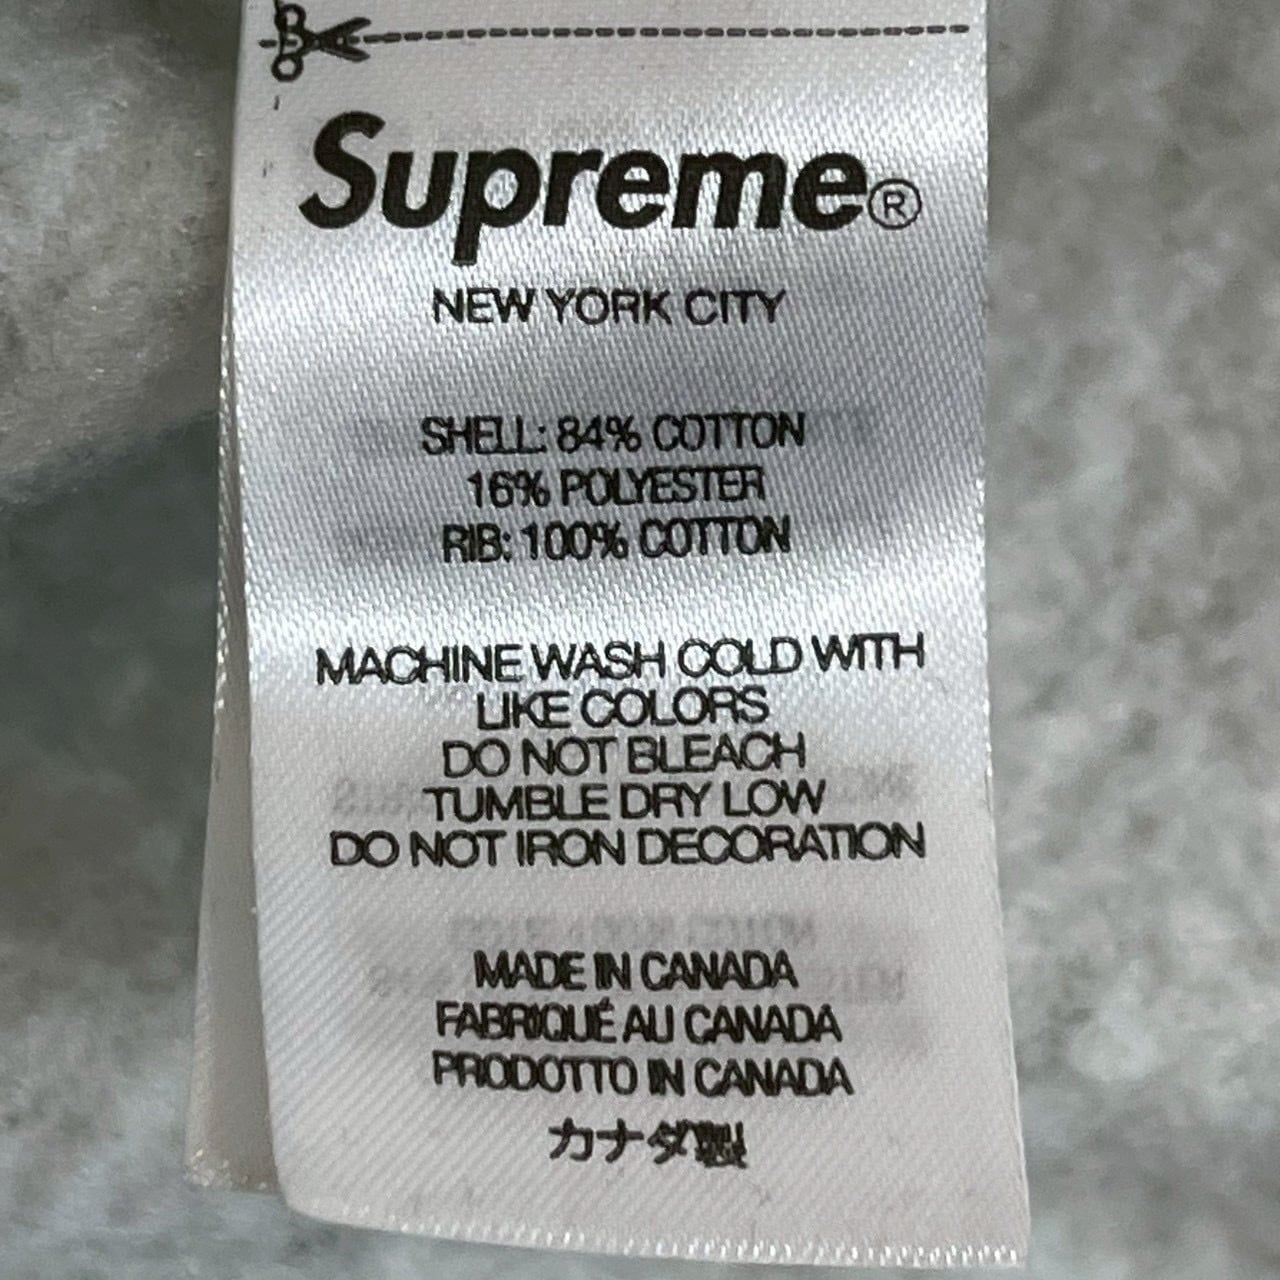 Supreme®
NEW YORK CITY
SHELL: 84% COTTON
16% POLYESTER
RIB: 100% COTTON
MACHINE WASH COLD WITH
LIKE COLORS
DO NOT BLEACH
TUMBLE DRY LOW
DO NOT IRON DECORATION
MADE IN CANADA
FABRIQUÉ AU CANADA
PRODOTTO IN CANADA
カナダ製